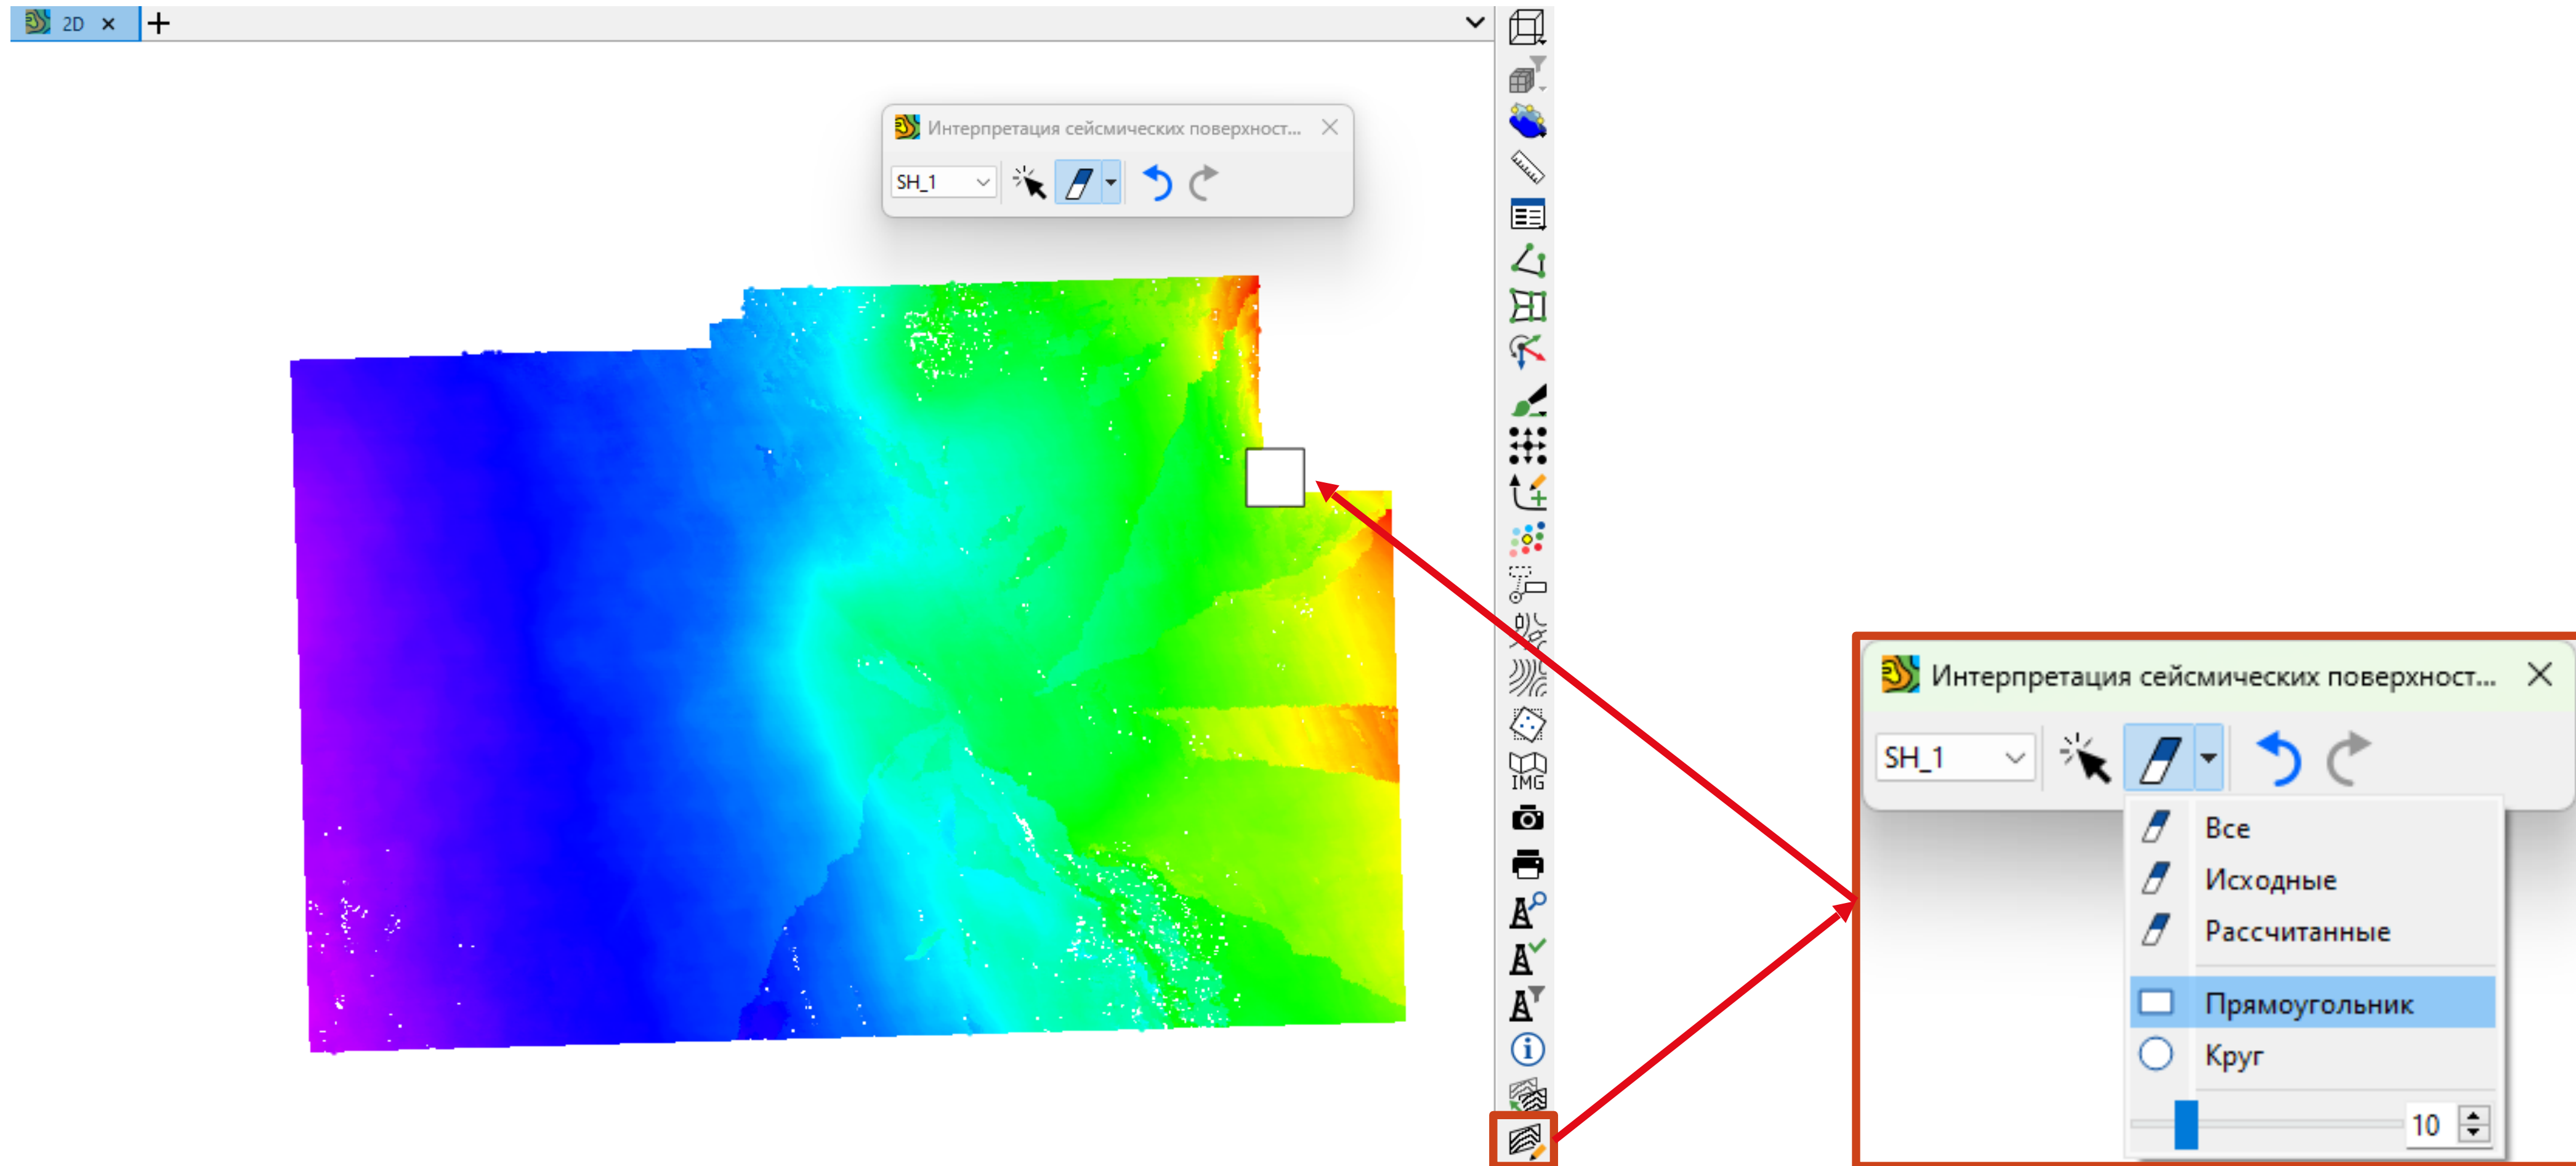 2D
Интерпретация сейсмических поверхност...
SH_1
IMG
Интерпретация сейсмических поверхност...
SH_1
Все
Исходные
Рассчитанные
Прямоугольник
Круг
10